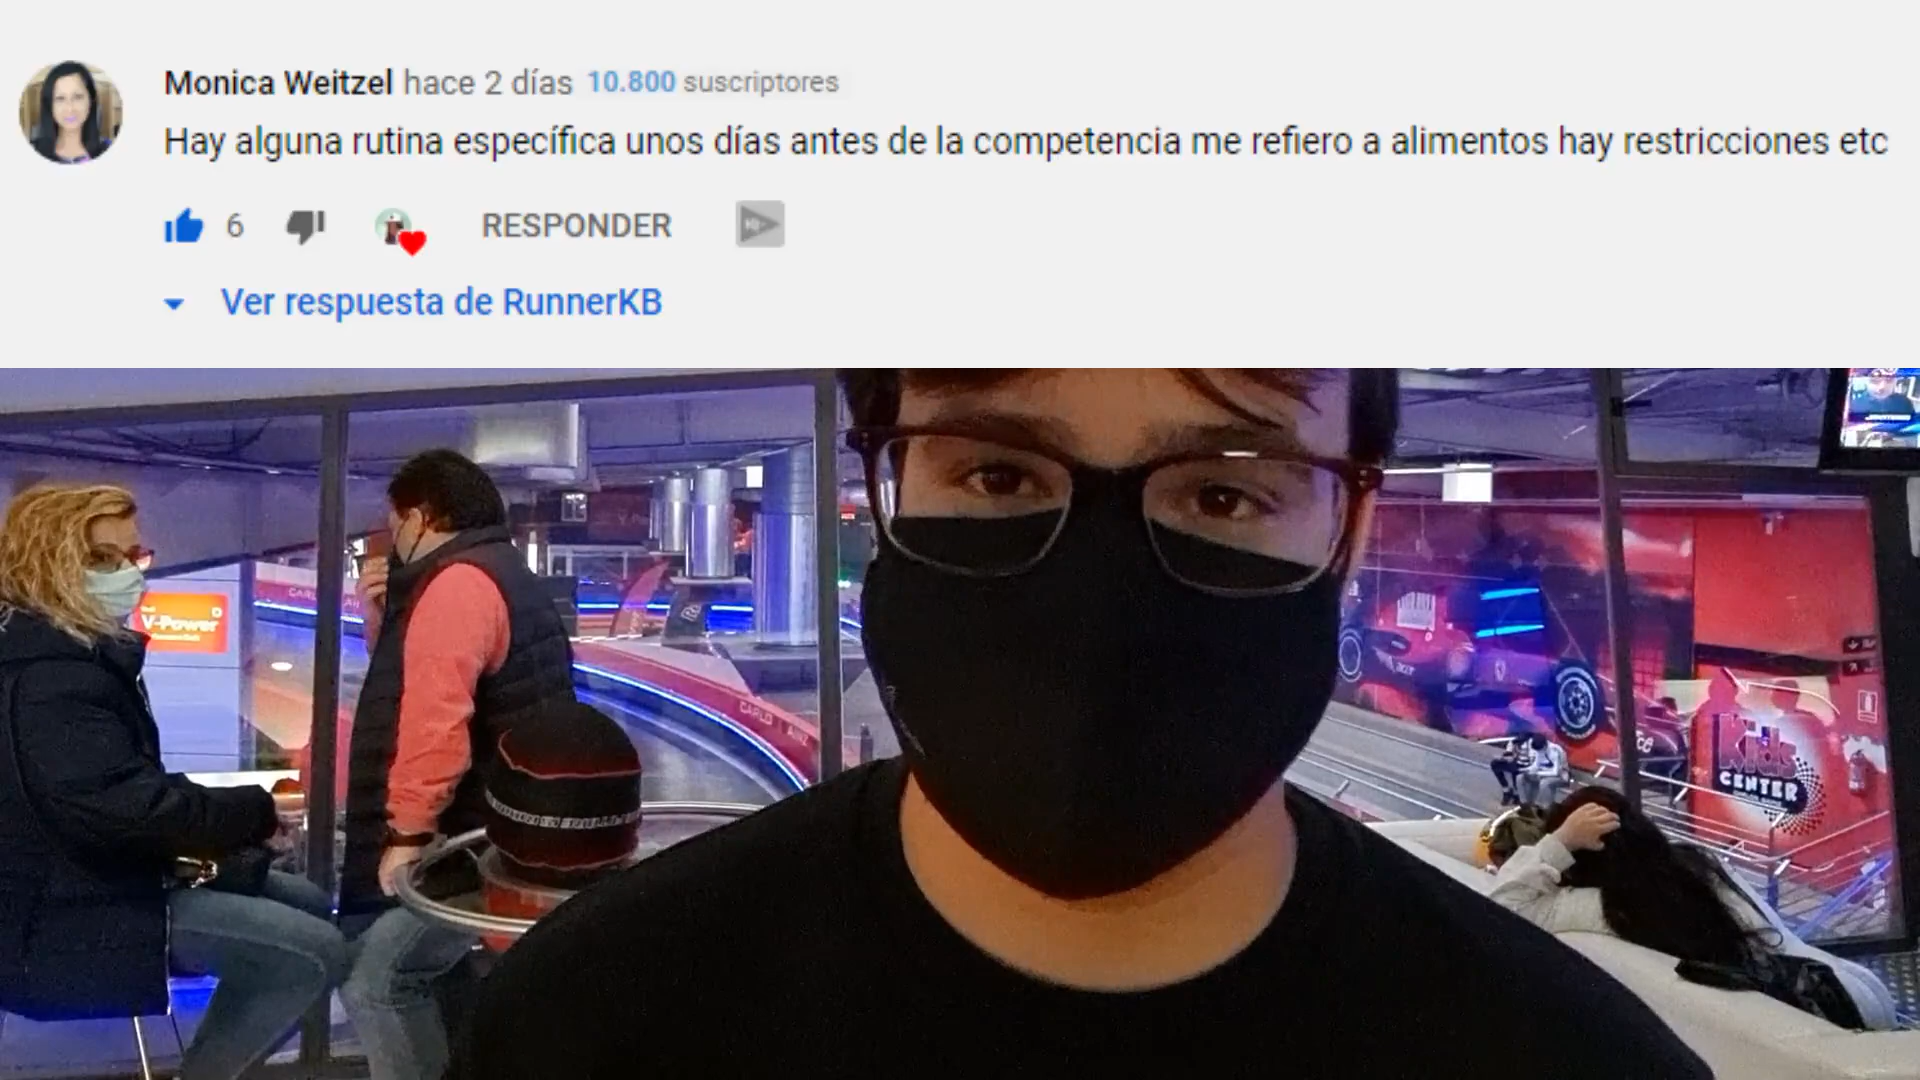 Monica Weitzel hace 2 días 10.800 suscriptores
Hay alguna rutina específica unos días antes de la competencia me refiero a alimentos hay restricciones etc
6 RESPONDER
Ver respuesta de RunnerKB
V-Power
CARLO
Kids
CENTER